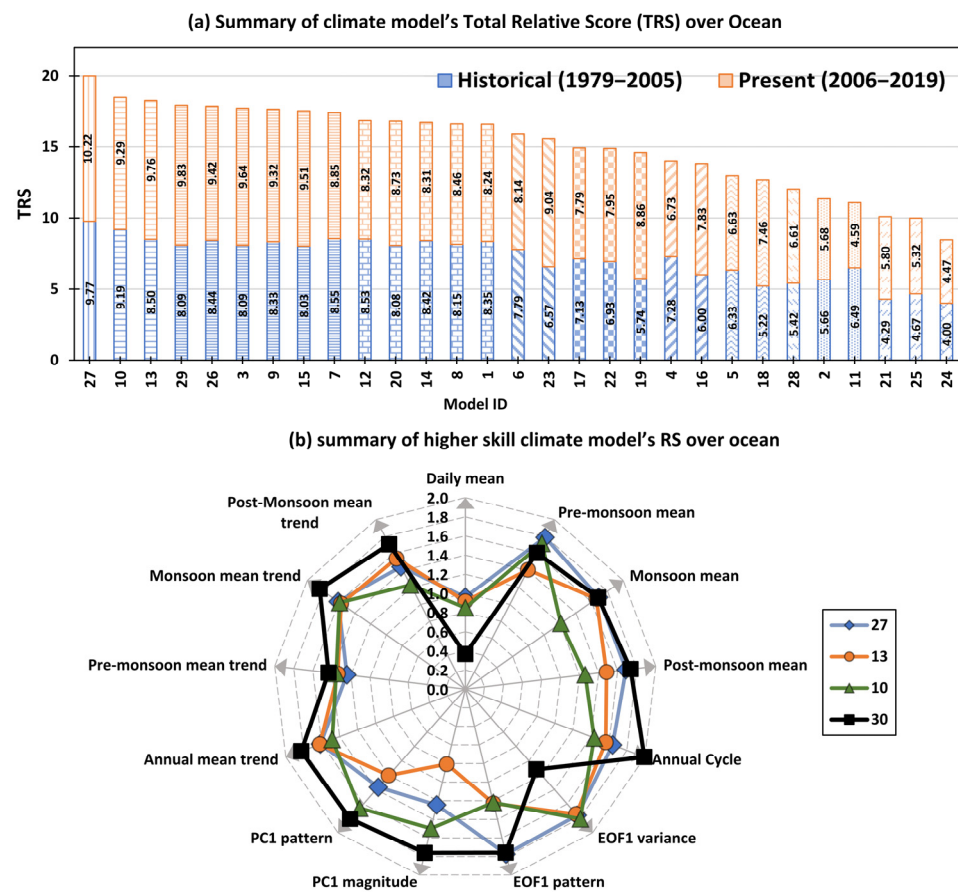 (a) Summary of climate model's Total Relative Score (TRS) over Ocean
Historical (1979–2005) Present (2006–2019)
TRS
20
15
10
5
0
10.22 9.29 9.76 9.83 9.42 9.64 9.32 9.51 8.85 8.32 8.73 8.31 8.46 8.24 8.14 9.04 7.79 7.95 8.86 6.73 7.83 6.63 7.46 6.61 5.68 4.59 5.80 5.32 4.47
9.77 9.19 8.50 8.09 8.44 8.09 8.33 8.03 8.55 8.53 8.08 8.42 8.15 8.35 7.79 6.57 7.13 6.93 5.74 7.28 6.00 6.33 5.22 5.42 5.66 6.49 4.29 4.67 4.00
27 10 13 29 26 3 9 15 7 12 20 14 8 1 6 23 17 22 19 4 16 5 18 28 2 11 21 25 24
Model ID
(b) summary of higher skill climate model's RS over ocean
Daily mean
Pre-monsoon mean
Monsoon mean
Post-monsoon mean
Annual Cycle
EOF1 variance
EOF1 pattern
PC1 magnitude
PC1 pattern
Annual mean trend
Pre-monsoon mean trend
Monsoon mean trend
Post-Monsoon mean
trend
2.0
1.8
1.6
1.4
1.2
1.0
0.8
0.6
0.4
0.2
0.0
27
13
10
30